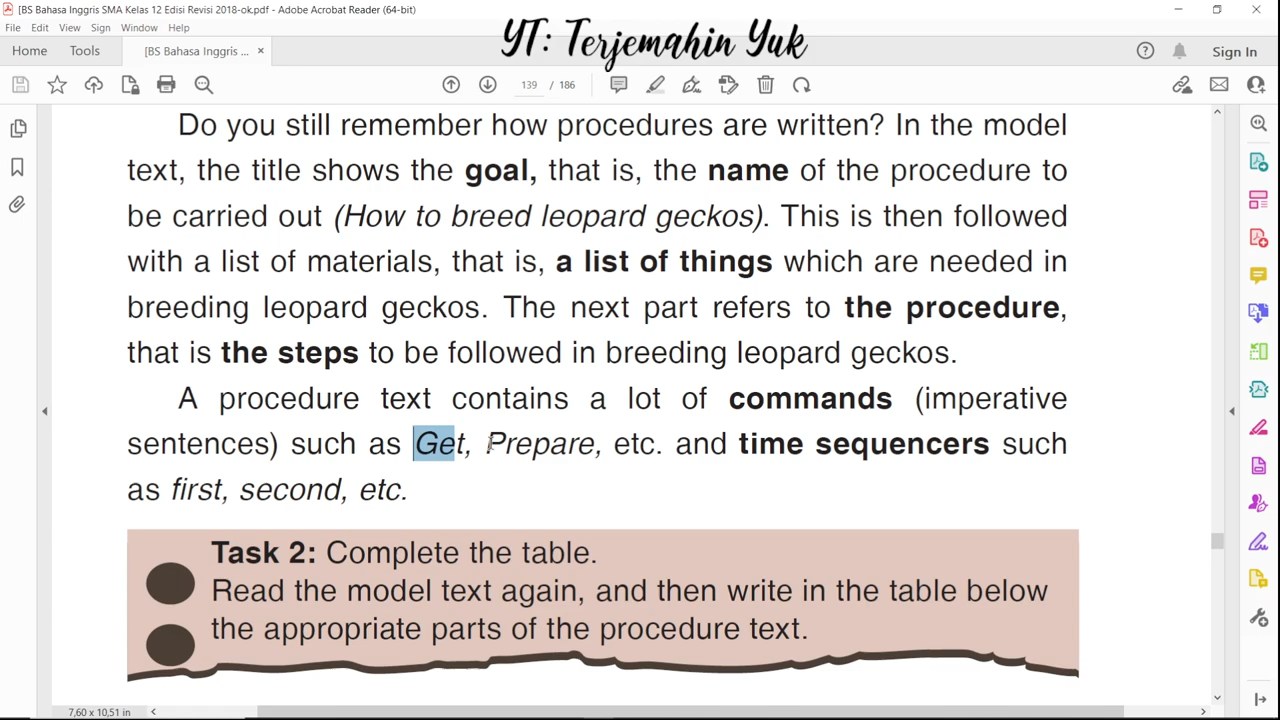 [BS Bahasa Inggris SMA Kelas 12 Edisi Revisi 2018-ok.pdf - Adobe Acrobat Reader (64-bit)
File Edit View Sign Window Help
YT: Terjemahin Yuk
Home Tools [BS Bahasa Inggris ... × Sign In
139 / 186
Do you still remember how procedures are written? In the model
text, the title shows the goal, that is, the name of the procedure to
be carried out (How to breed leopard geckos). This is then followed
with a list of materials, that is, a list of things which are needed in
breeding leopard geckos. The next part refers to the procedure,
that is the steps to be followed in breeding leopard geckos.
A procedure text contains a lot of commands (imperative
sentences) such as Get, Prepare, etc. and time sequencers such
as first, second, etc.
Task 2: Complete the table.
Read the model text again, and then write in the table below
the appropriate parts of the procedure text.
7,60 x 10,51 in